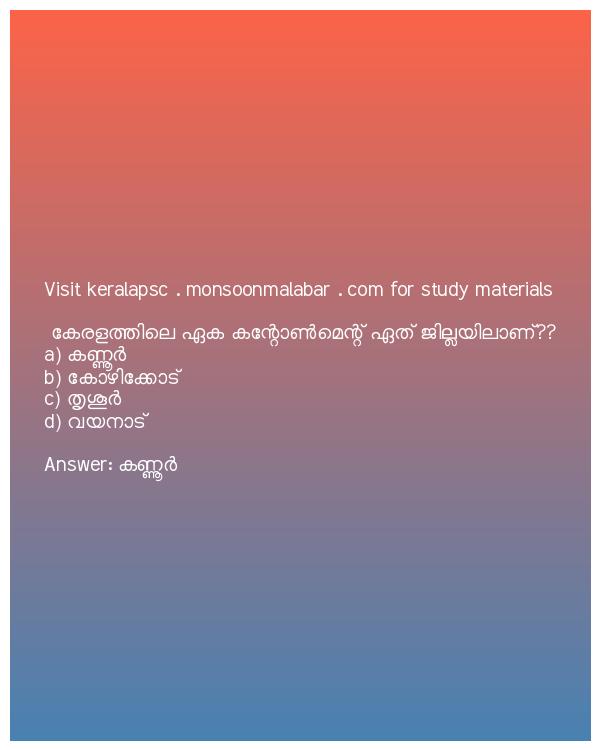 Visit keralapsc . monsoonmalabar . com for study materials
കേരളത്തിലെ ഏക കന്റോൺമെന്റ് ഏത് ജില്ലയിലാണ്??
a) കണ്ണൂർ
b) കോഴിക്കോട്
c) തൃശൂർ
d) വയനാട്
Answer: കണ്ണൂർ